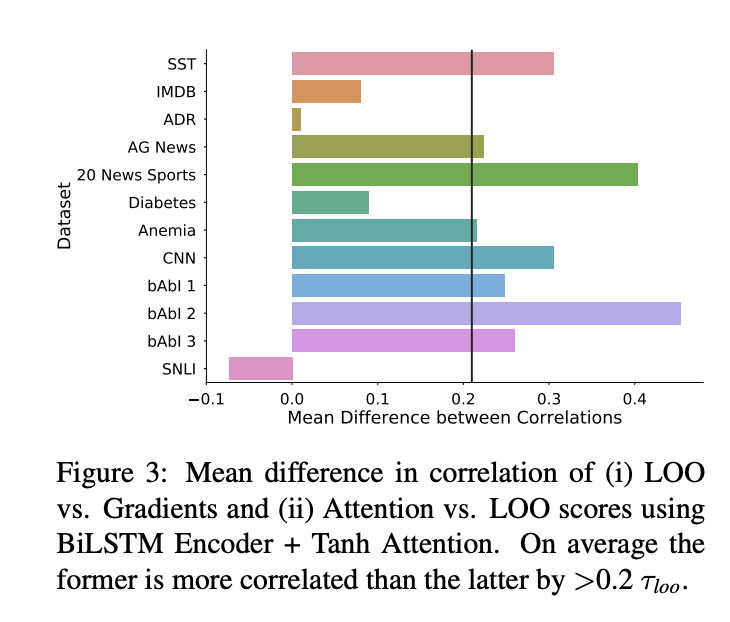 SST
IMDB
ADR
AG News
20 News Sports
Diabetes
Anemia
CNN
bAbI 1
bAbI 2
bAbI 3
SNLI
Dataset
−0.1 0.0 0.1 0.2 0.3 0.4
Mean Difference between Correlations
Figure 3: Mean difference in correlation of (i) LOO
vs. Gradients and (ii) Attention vs. LOO scores using
BiLSTM Encoder + Tanh Attention. On average the
former is more correlated than the latter by >0.2 τloo.